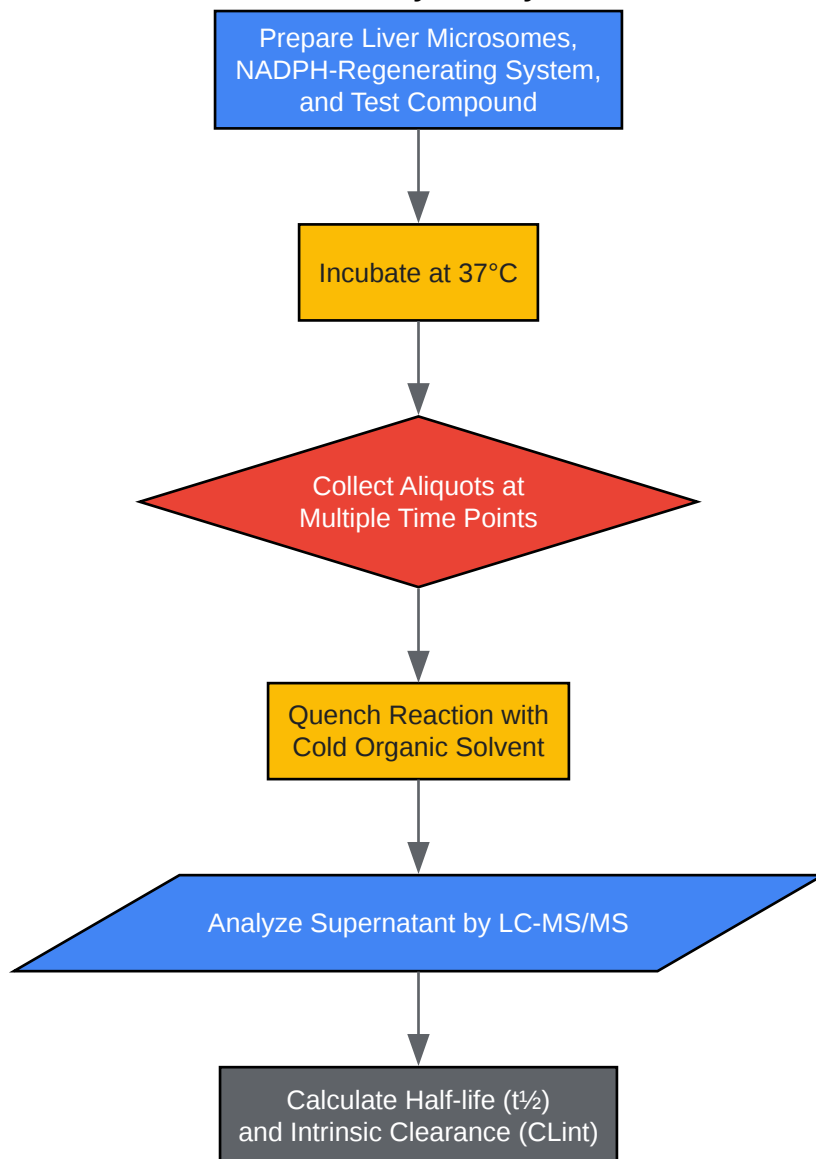 Prepare Liver Microsomes,
NADPH-Regenerating System,
and Test Compound
Incubate at 37°C
Collect Aliquots at
Multiple Time Points
Quench Reaction with
Cold Organic Solvent
Analyze Supernatant by LC-MS/MS
Calculate Half-life (t½)
and Intrinsic Clearance (CLint)